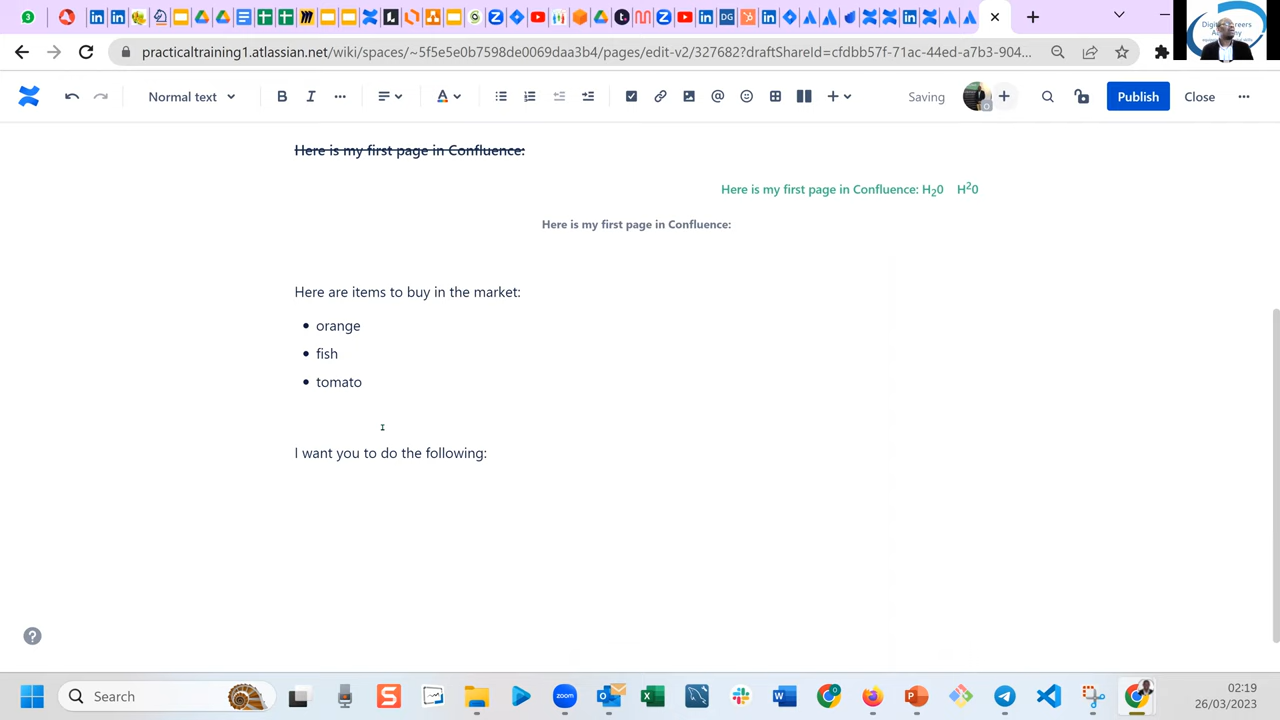 practicaltraining1.atlassian.net/wiki/spaces/~5f5e5e0b7598de0069daa3b4/pages/edit-v2/327682?draftShareId=cfdbb57f-71ac-44ed-a7b3-904...
Normal text
Saving
Publish
Close
Here is my first page in Confluence:
Here is my first page in Confluence: H20 H20
Here is my first page in Confluence:
Here are items to buy in the market:
orange
fish
tomato
I want you to do the following:
Search
02:19
26/03/2023